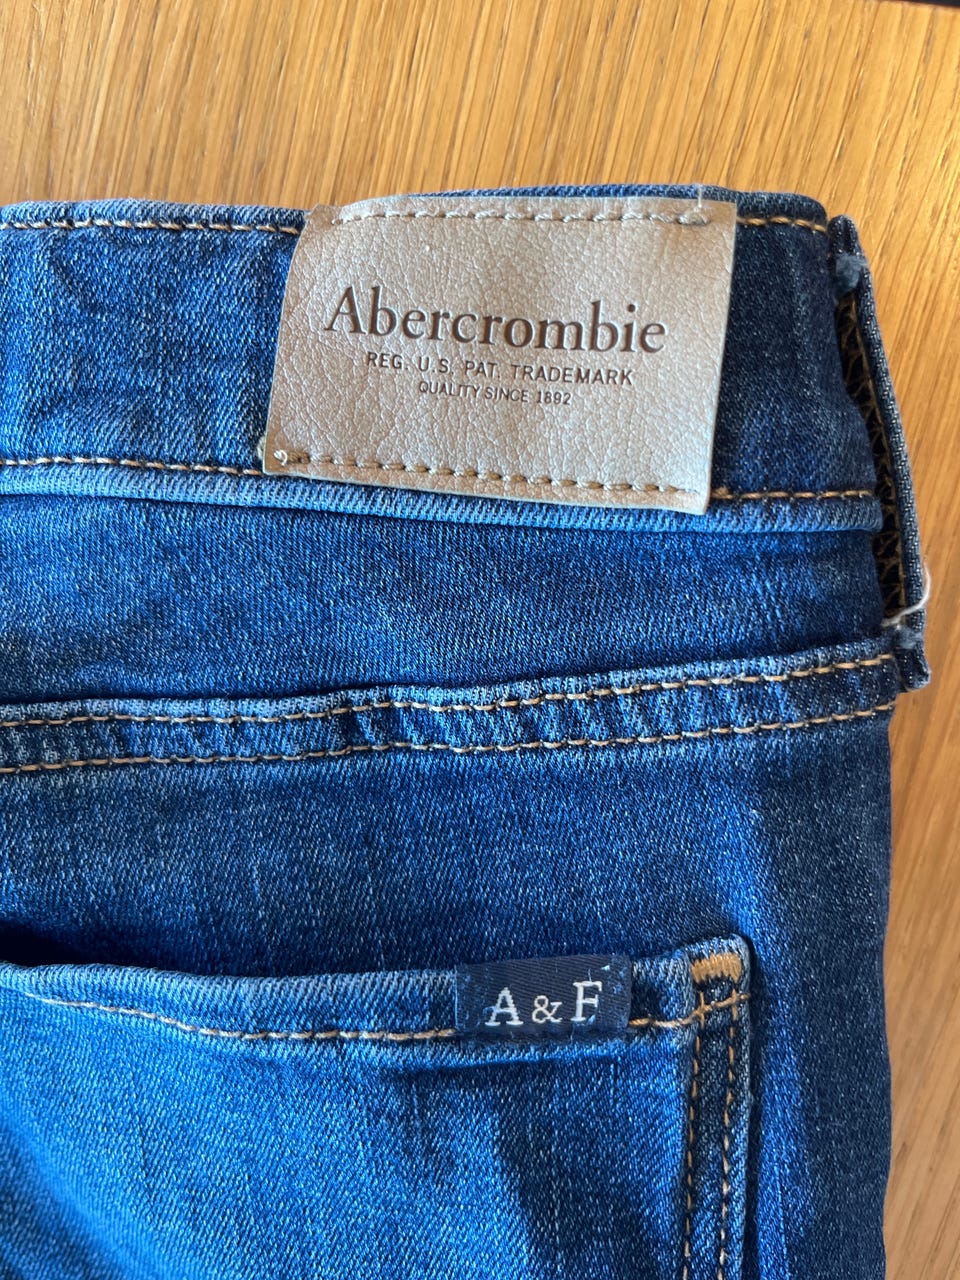 Abercrombie
REG. U.S. PAT. TRADEMARK
QUALITY SINCE 1892
A & F